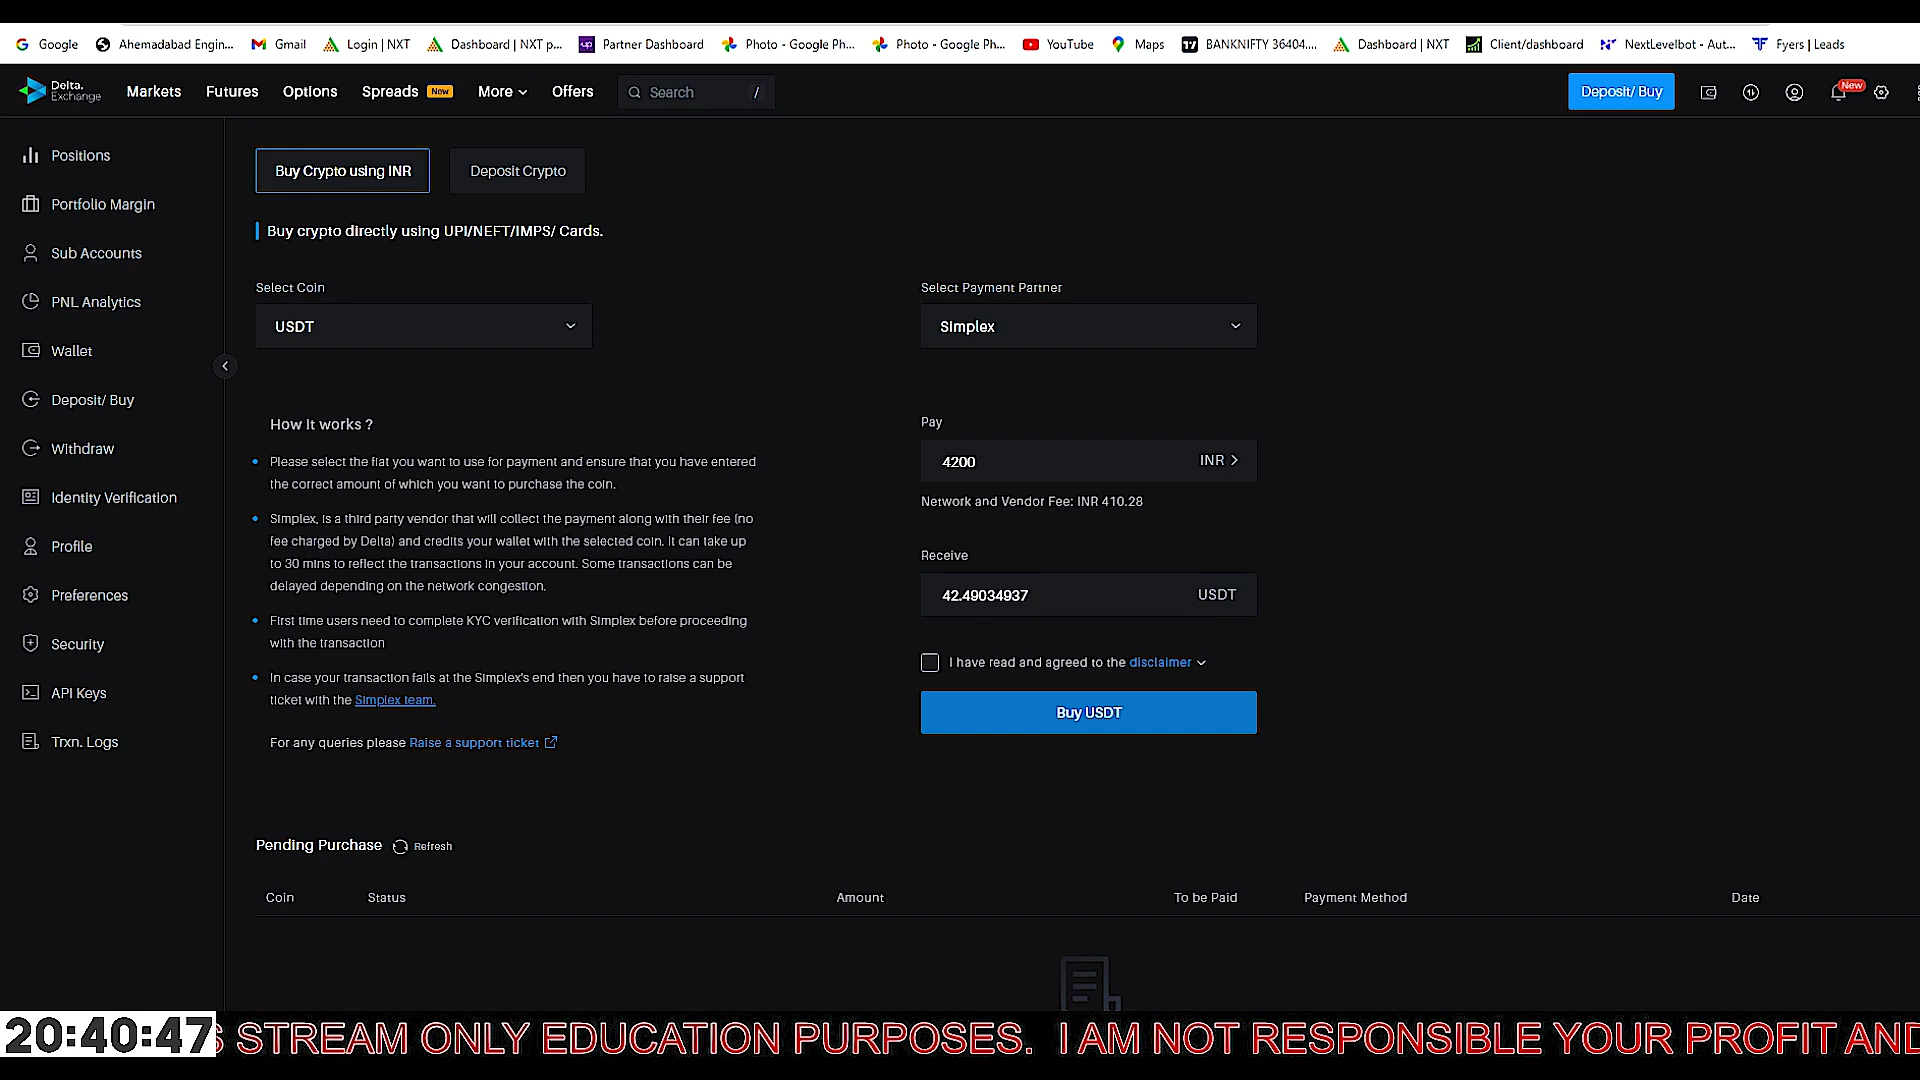 Google
Ahemadabad Engin...
Gmail
Login | NXT
Dashboard | NXT p...
Partner Dashboard
Photo - Google Ph...
Photo - Google Ph...
YouTube
Maps
BANKNIFTY 36404....
Dashboard | NXT
Client/dashboard
NextLevelbot - Aut...
Fyers | Leads
Delta. Exchange
Markets
Futures
Options
Spreads New
More
Offers
Search /
Deposit/ Buy
New
Positions
Portfolio Margin
Sub Accounts
PNL Analytics
Wallet
Deposit/ Buy
Withdraw
Identity Verification
Profile
Preferences
Security
API Keys
Trxn. Logs
Buy Crypto using INR
Deposit Crypto
Buy crypto directly using UPI/NEFT/IMPS/ Cards.
Select Coin
USDT
Select Payment Partner
Simplex
How it works ?
Please select the fiat you want to use for payment and ensure that you have entered
the correct amount of which you want to purchase the coin.
Simplex, is a third party vendor that will collect the payment along with their fee (no
fee charged by Delta) and credits your wallet with the selected coin. It can take up
to 30 mins to reflect the transactions in your account. Some transactions can be
delayed depending on the network congestion.
First time users need to complete KYC verification with Simplex before proceeding
with the transaction
In case your transaction fails at the Simplex's end then you have to raise a support
ticket with the Simplex team.
For any queries please Raise a support ticket
Pay
4200 INR
Network and Vendor Fee: INR 410.28
Receive
42.49034937 USDT
I have read and agreed to the disclaimer
Buy USDT
Pending Purchase Refresh
Coin Status Amount To be Paid Payment Method Date
20:40:47
S STREAM ONLY EDUCATION PURPOSES. I AM NOT RESPONSIBLE YOUR PROFIT AND